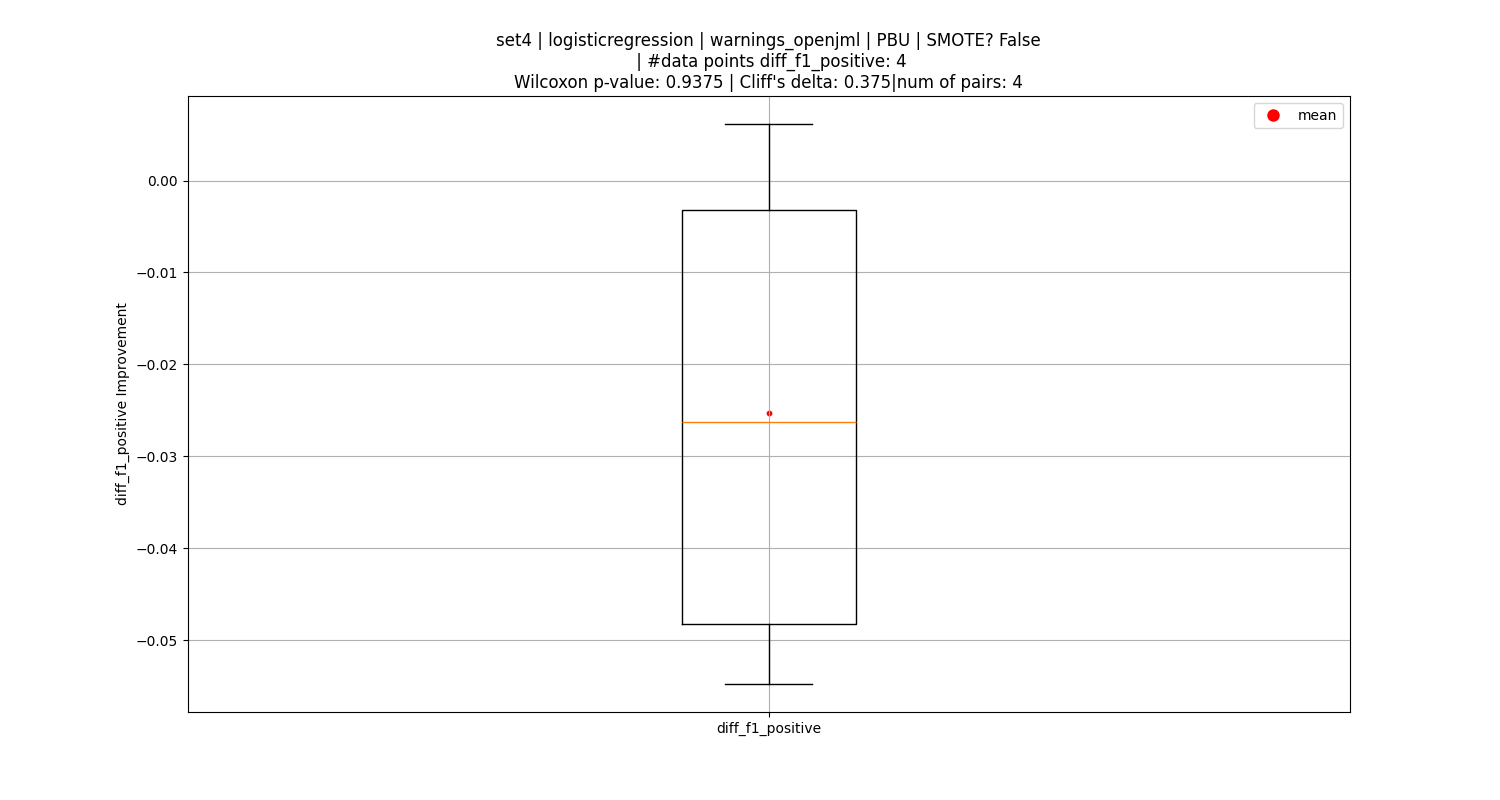 set4 | logisticregression | warnings_openjml | PBU | SMOTE? False
| #data points diff_f1_positive: 4
Wilcoxon p-value: 0.9375 | Cliff's delta: 0.375|num of pairs: 4
mean
0.00
−0.01
−0.02
−0.03
−0.04
−0.05
diff_f1_positive Improvement
diff_f1_positive